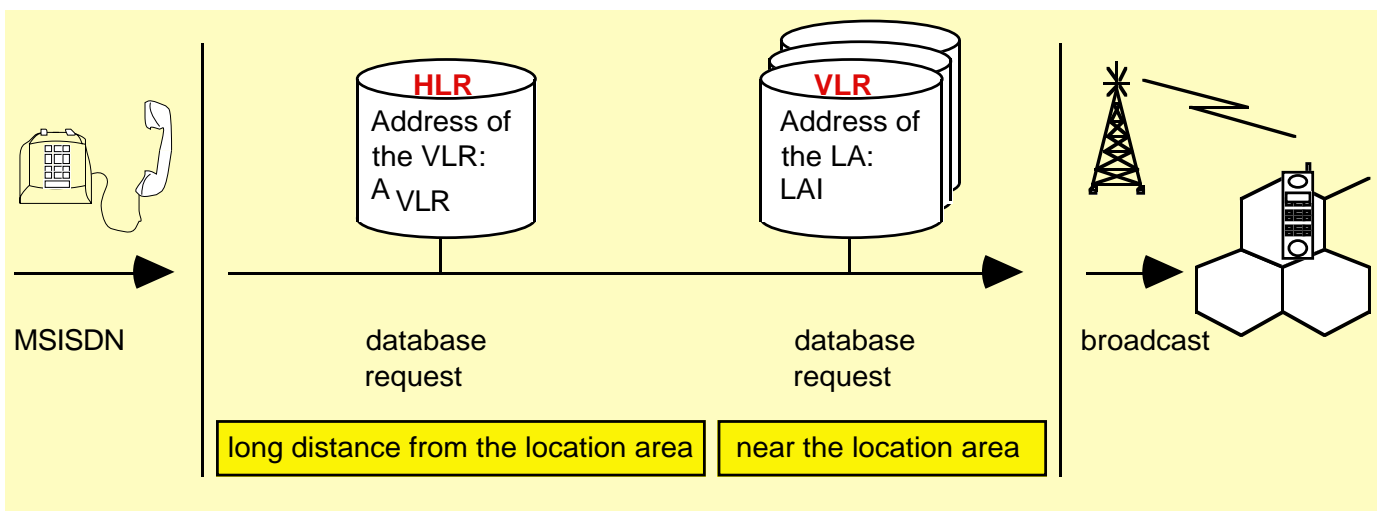 HLR
Address of
the VLR:
A VLR
VLR
Address of
the LA:
LAI
MSISDN
database
request
database
request
broadcast
long distance from the location area
near the location area